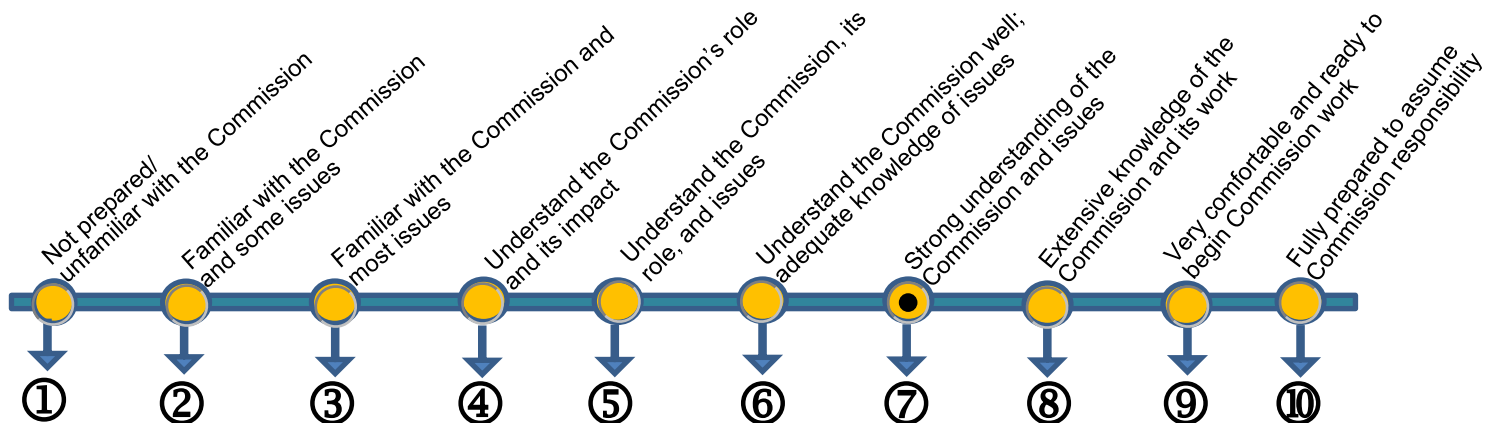 Not prepared/
unfamiliar with the Commission
Familiar with the Commission
and some issues
Familiar with the Commission and
most issues
Understand the Commission’s role
and its impact
Understand the Commission, its
role, and issues
Understand the Commission well;
adequate knowledge of issues
Strong understanding of the
Commission and issues
Extensive knowledge of the
Commission and its work
Very comfortable and ready to
begin Commission work
Fully prepared to assume
Commission responsibility
① ② ③ ④ ⑤ ⑥ ⑦ ⑧ ⑨ ⑩